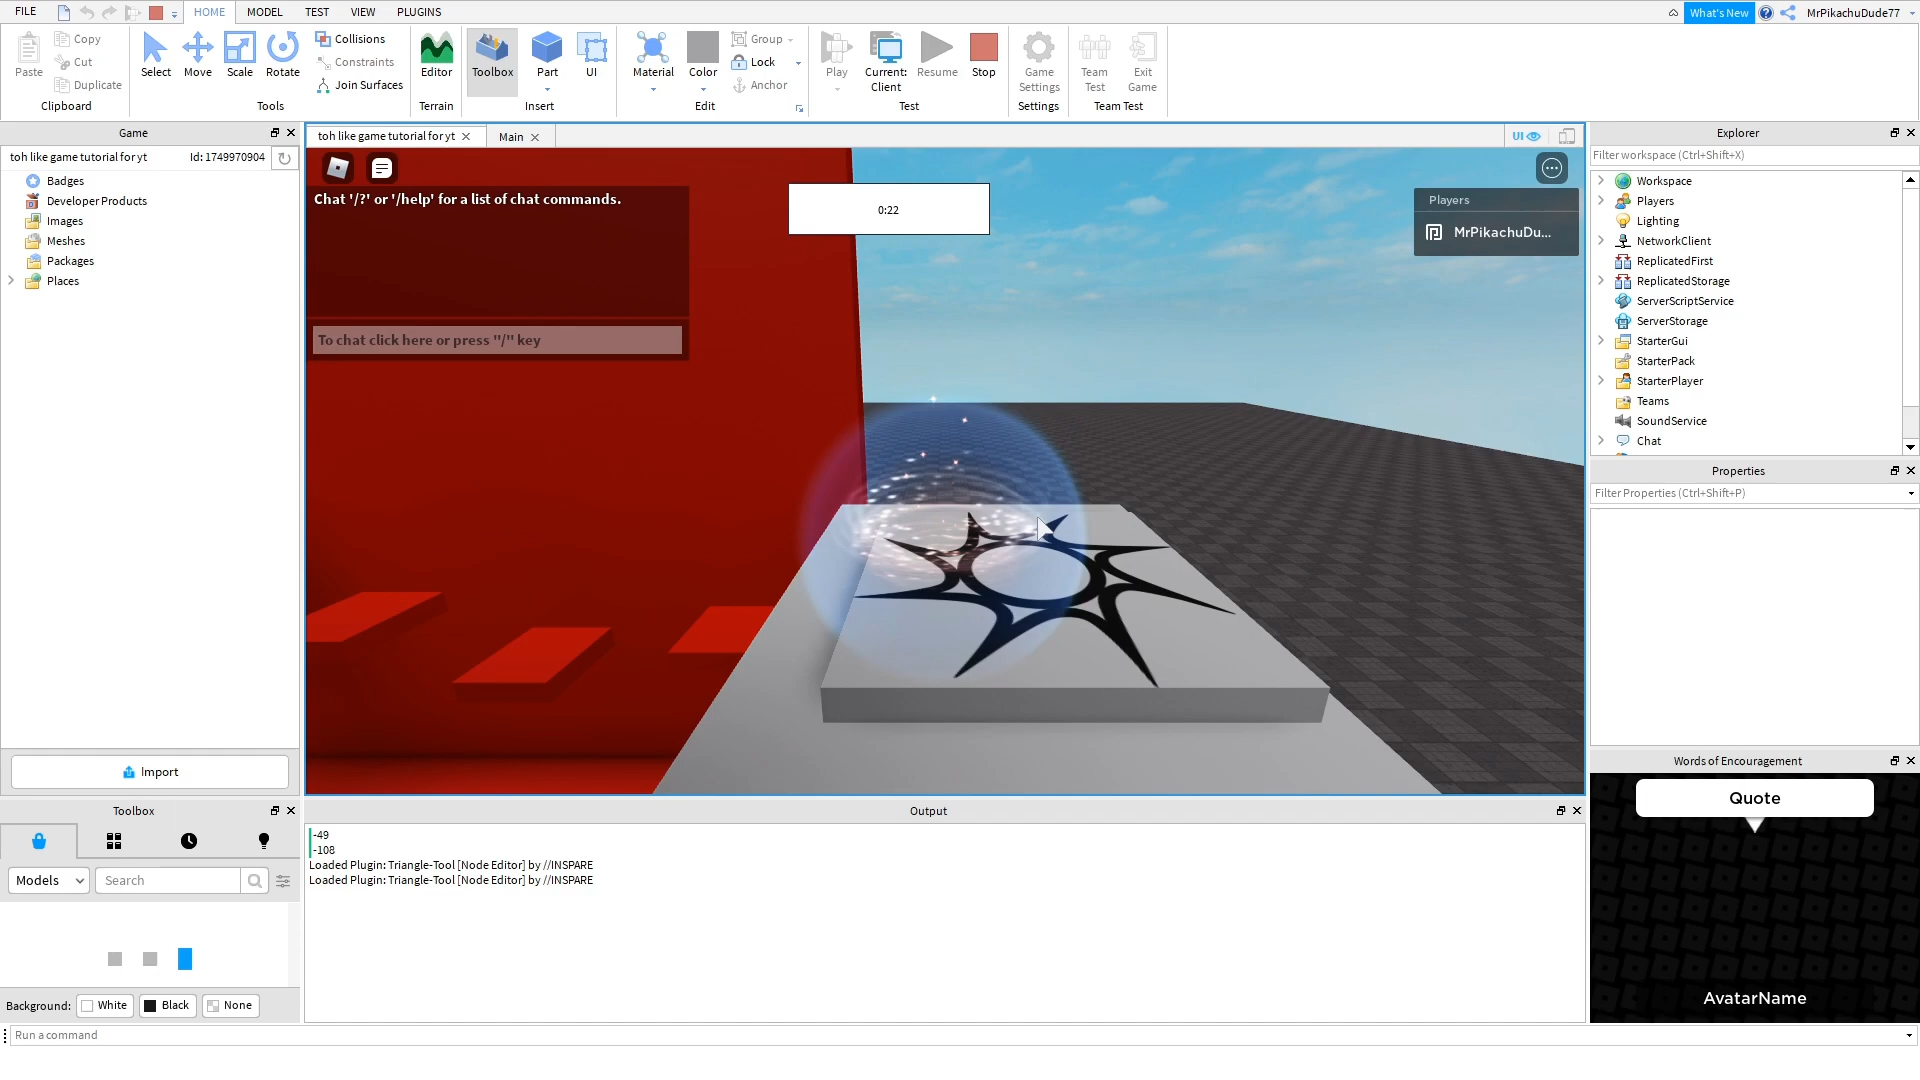 FILE HOME MODEL TEST VIEW PLUGINS What's New MrPikachuDude77
Paste Copy Cut Duplicate Clipboard
Select Move Scale Rotate Collisions Constraints Join Surfaces Tools
Editor Terrain
Toolbox Part UI Insert
Material Color Group Lock Anchor Edit
Play Current: Client Resume Stop Test
Game Settings Settings
Team Test Exit Game Team Test
Game
toh like game tutorial for yt Id: 1749970904
Badges
Developer Products
Images
Meshes
Packages
Places
Import
Toolbox
Models Search
Background: White Black None
toh like game tutorial for yt Main UI
Chat '/?' or '/help' for a list of chat commands.
To chat click here or press "/" key
0:22
Players
MrPikachuDu...
Output
-49
-108
Loaded Plugin: Triangle-Tool [Node Editor] by //INSPARE
Loaded Plugin: Triangle-Tool [Node Editor] by //INSPARE
Explorer
Filter workspace (Ctrl+Shift+X)
Workspace
Players
Lighting
NetworkClient
ReplicatedFirst
ReplicatedStorage
ServerScriptService
ServerStorage
StarterGui
StarterPack
StarterPlayer
Teams
SoundService
Chat
Properties
Filter Properties (Ctrl+Shift+P)
Words of Encouragement
Quote
AvatarName
Run a command